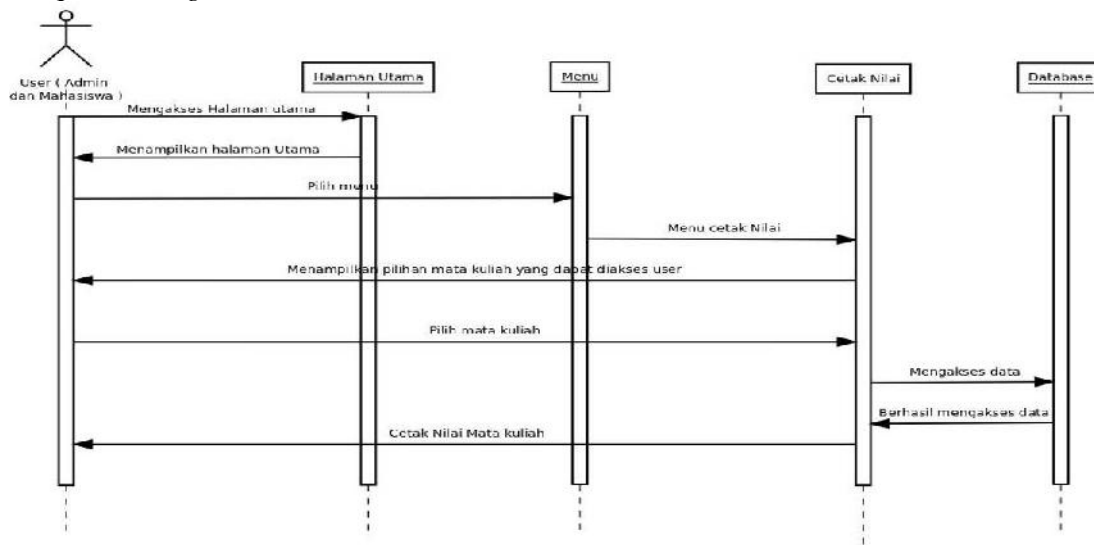 User ( Admin
dan Mahasiswa )
Halaman Utama
Menu
Cetak Nilai
Database
Mengakses Halaman utama
Menampilkan halaman Utama
Pilih menu
Menu cetak Nilai
Menampilkan pilihan mata kuliah yang dapat diakses user
Pilih mata kuliah
Mengakses data
Berhasil mengakses data
Cetak Nilai Mata kuliah